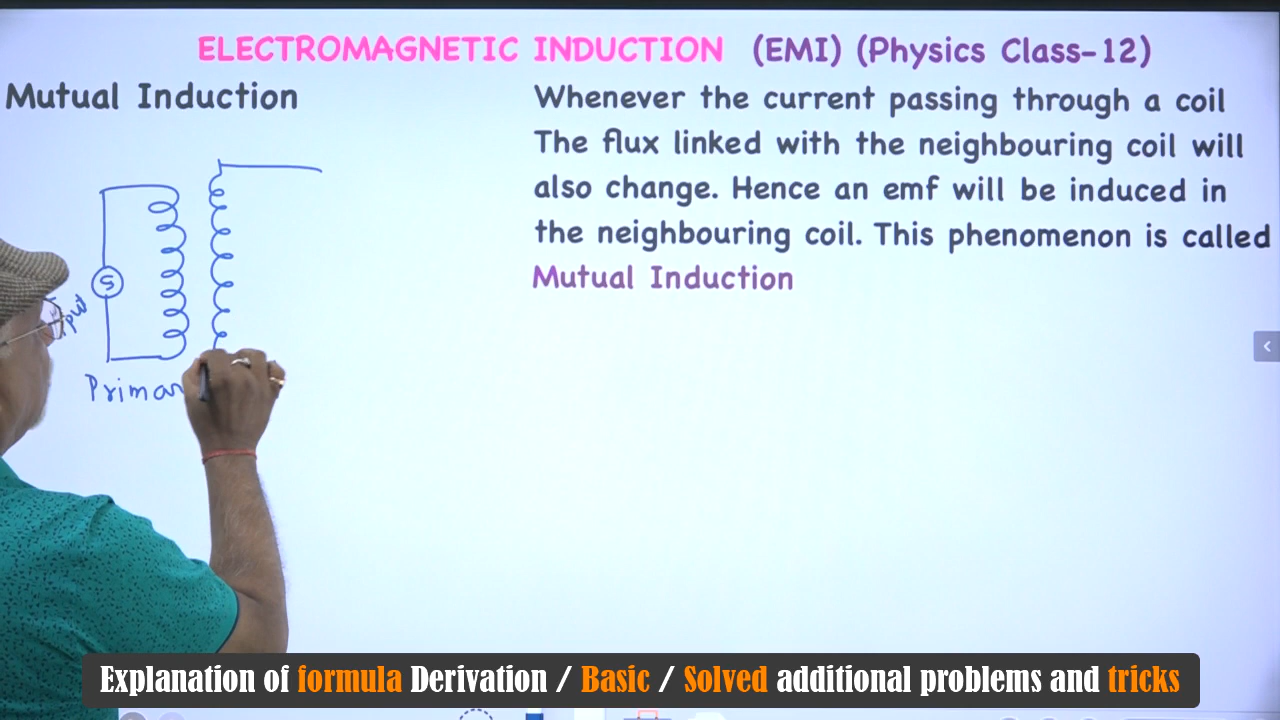 ELECTROMAGNETIC INDUCTION (EMI) (Physics Class-12)
Mutual Induction
Whenever the current passing through a coil
The flux linked with the neighbouring coil will
also change. Hence an emf will be induced in
the neighbouring coil. This phenomenon is called
Mutual Induction
S
Explanation of formula Derivation / Basic / Solved additional problems and tricks